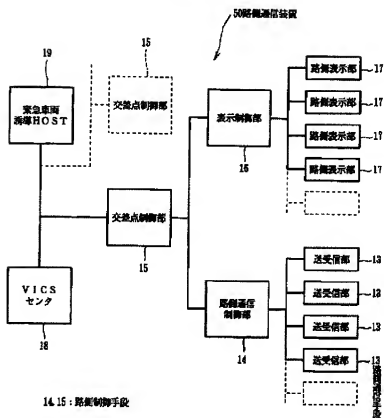 50路側通信装置
19
緊急車両
誘導HOST
15
交差点制御部
交差点制御部
15
VICS
センタ
18
表示制御部
16
路側表示部
17
路側表示部
17
路側表示部
17
路側表示部
17
路側通信
制御部
14
送受信部
13
送受信部
13
送受信部
13
送受信部
13
14, 15:路側制御手段